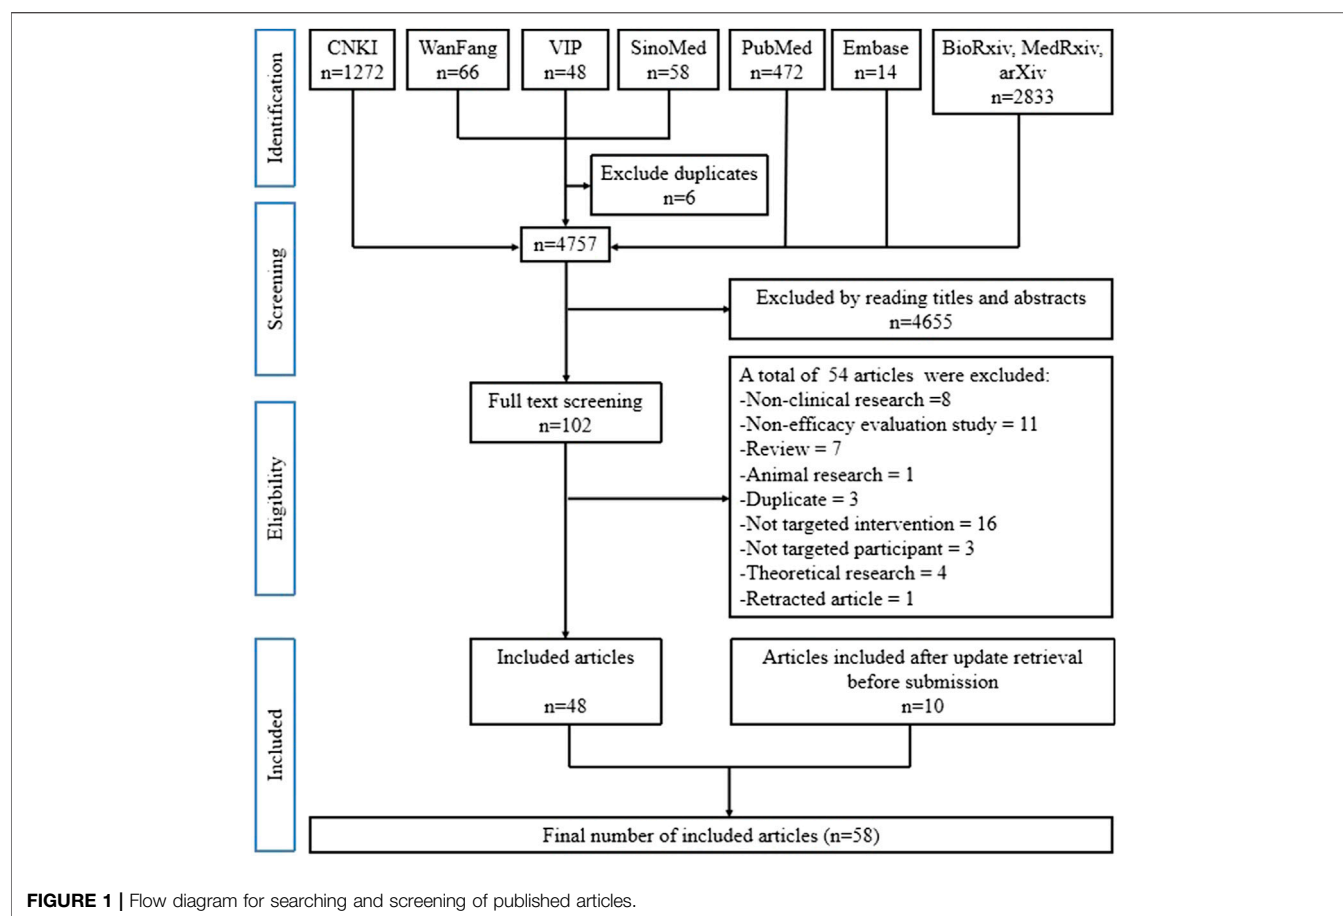 Identification
CNKI
n=1272
WanFang
n=66
VIP
n=48
SinoMed
n=58
PubMed
n=472
Embase
n=14
BioRxiv, MedRxiv,
arXiv
n=2833
Exclude duplicates
n=6
Screening
n=4757
Excluded by reading titles and abstracts
n=4655
Eligibility
Full text screening
n=102
A total of 54 articles were excluded:
-Non-clinical research =8
-Non-efficacy evaluation study = 11
-Review = 7
-Animal research = 1
-Duplicate = 3
-Not targeted intervention = 16
-Not targeted participant = 3
-Theoretical research = 4
-Retracted article = 1
Included
Included articles
n=48
Articles included after update retrieval
before submission
n=10
Final number of included articles (n=58)
FIGURE 1 | Flow diagram for searching and screening of published articles.